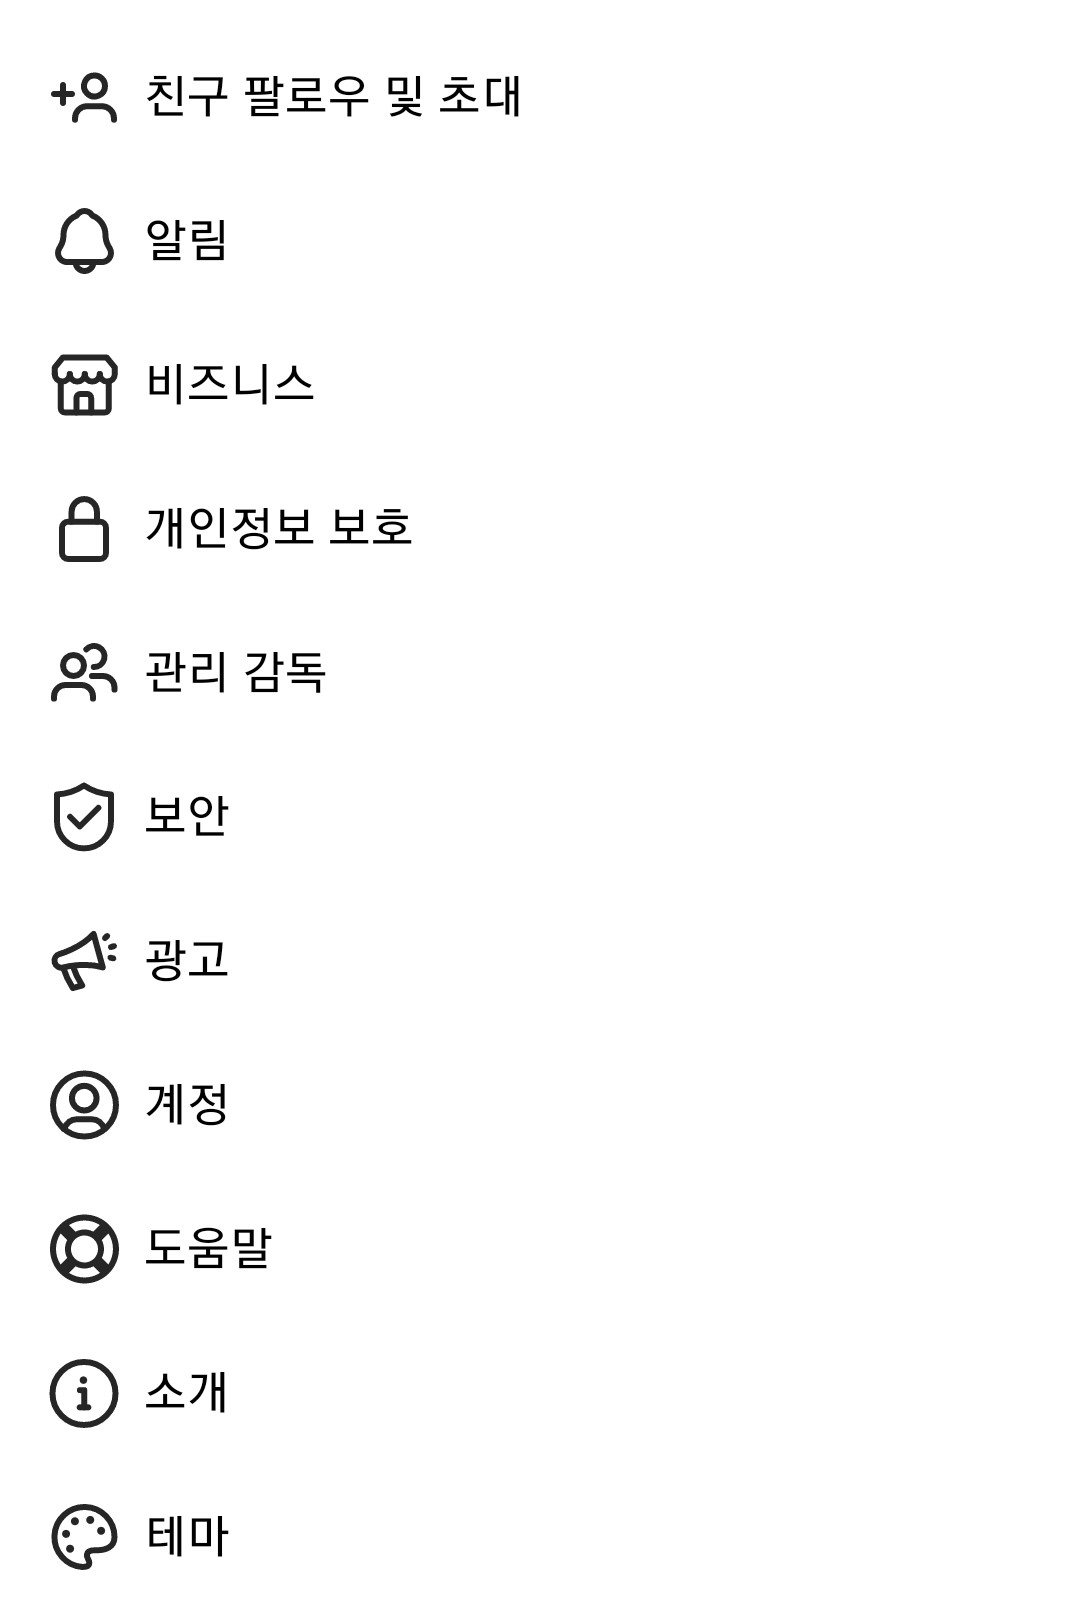 친구 팔로우 및 초대
알림
비즈니스
개인정보 보호
관리 감독
보안
광고
계정
도움말
소개
테마